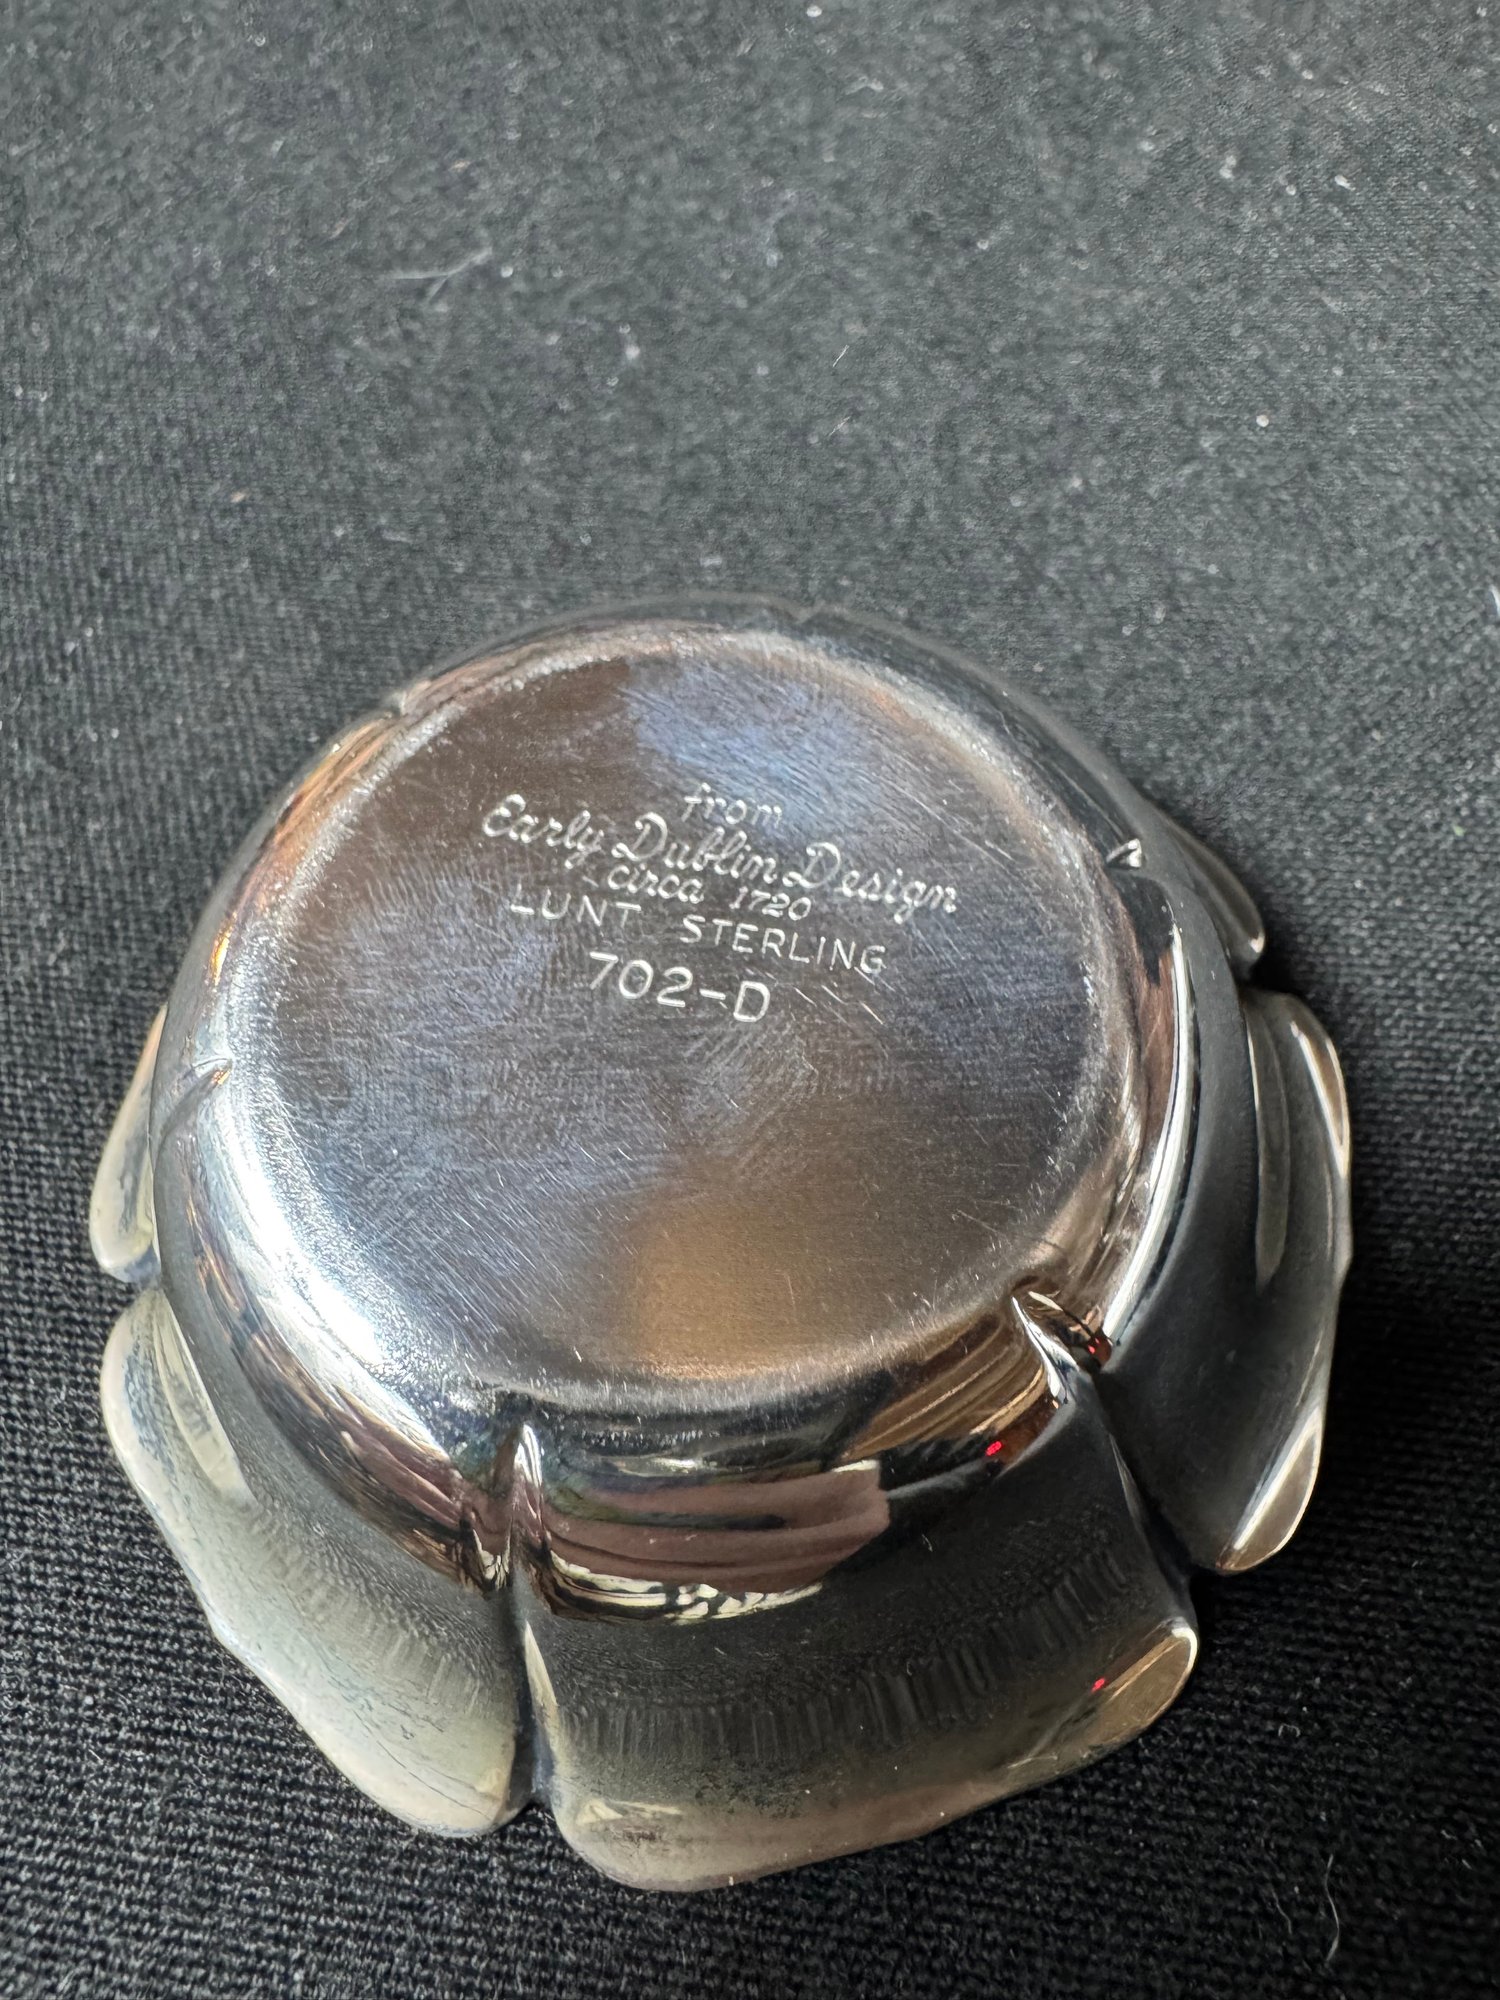 from
Early Dublin Design
circa 1720
LUNT STERLING
702-D